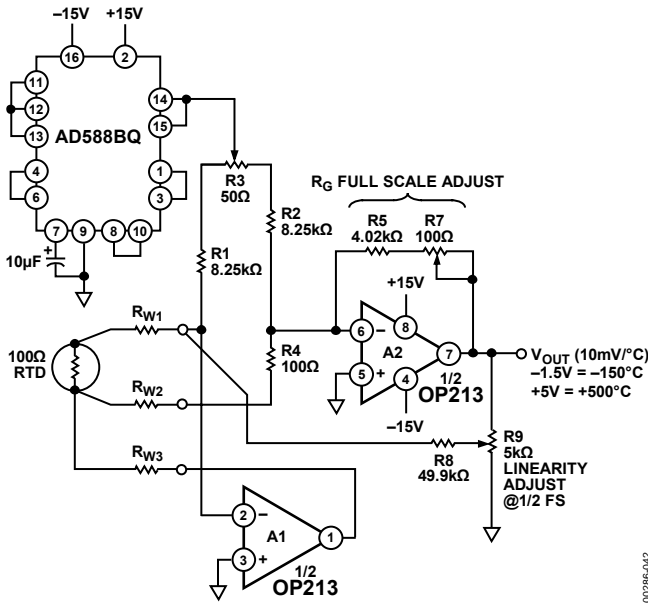 –15V +15V
16 2
11
12
13
14
15
AD588BQ
4
6
1
3
7 9 8 10
+
10µF
R3
50Ω
R2
8.25kΩ
R1
8.25kΩ
RG FULL SCALE ADJUST
R5
4.02kΩ
R7
100Ω
+15V
6 – 8
A2 7
5 + 4
1/2
OP213
–15V
VOUT (10mV/°C)
–1.5V = –150°C
+5V = +500°C
R4
100Ω
RW1
100Ω
RTD
RW2
RW3
R8
49.9kΩ
R9
5kΩ
LINEARITY
ADJUST
@1/2 FS
2 –
A1 1
3 +
1/2
OP213
00286-042